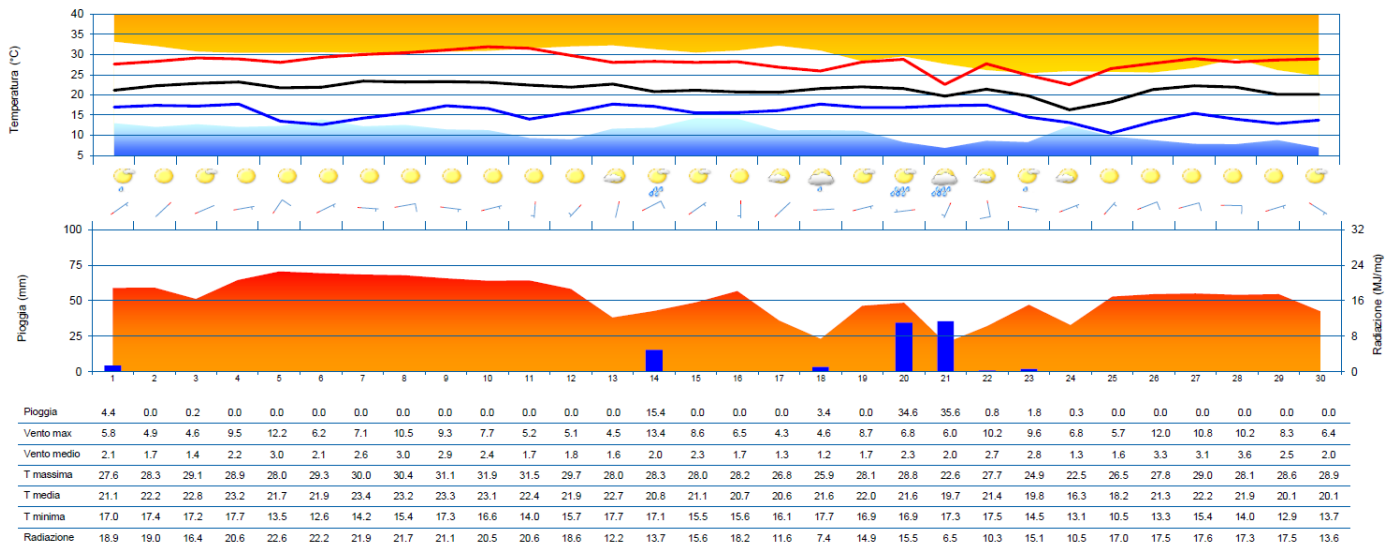 Temperatura (°C)
40
35
30
25
20
15
10
5
Pioggia (mm)
100
75
50
25
0
Radiazione (MJ/mq)
32
24
16
8
0
1 2 3 4 5 6 7 8 9 10 11 12 13 14 15 16 17 18 19 20 21 22 23 24 25 26 27 28 29 30
Pioggia 4.4 0.0 0.2 0.0 0.0 0.0 0.0 0.0 0.0 0.0 0.0 0.0 0.0 15.4 0.0 0.0 0.0 3.4 0.0 34.6 35.6 0.8 1.8 0.3 0.0 0.0 0.0 0.0 0.0 0.0
Vento max 5.8 4.9 4.6 9.5 12.2 6.2 7.1 10.5 9.3 7.7 5.2 5.1 4.5 13.4 8.6 6.5 4.3 4.6 8.7 6.8 6.0 10.2 9.6 6.8 5.7 12.0 10.8 10.2 8.3 6.4
Vento medio 2.1 1.7 1.4 2.2 3.0 2.1 2.6 3.0 2.9 2.4 1.7 1.8 1.6 2.0 2.3 1.7 1.3 1.2 1.7 2.3 2.0 2.7 2.8 1.3 1.6 3.3 3.1 3.6 2.5 2.0
T massima 27.6 28.3 29.1 28.9 28.0 29.3 30.0 30.4 31.1 31.9 31.5 29.7 28.0 28.3 28.0 28.2 26.8 25.9 28.1 28.8 22.6 27.7 24.9 22.5 26.5 27.8 29.0 28.1 28.6 28.9
T media 21.1 22.2 22.8 23.2 21.7 21.9 23.4 23.2 23.3 23.1 22.4 21.9 22.7 20.8 21.1 20.7 20.6 21.6 22.0 21.6 19.7 21.4 19.8 16.3 18.2 21.3 22.2 21.9 20.1 20.1
T minima 17.0 17.4 17.2 17.7 13.5 12.6 14.2 15.4 17.3 16.6 14.0 15.7 17.7 17.1 15.5 15.6 16.1 17.7 16.9 16.9 17.3 17.5 14.5 13.1 10.5 13.3 15.4 14.0 12.9 13.7
Radiazione 18.9 19.0 16.4 20.6 22.6 22.2 21.9 21.7 21.1 20.5 20.6 18.6 12.2 13.7 15.6 18.2 11.6 7.4 14.9 15.5 6.5 10.3 15.1 10.5 17.0 17.5 17.6 17.3 17.5 13.6